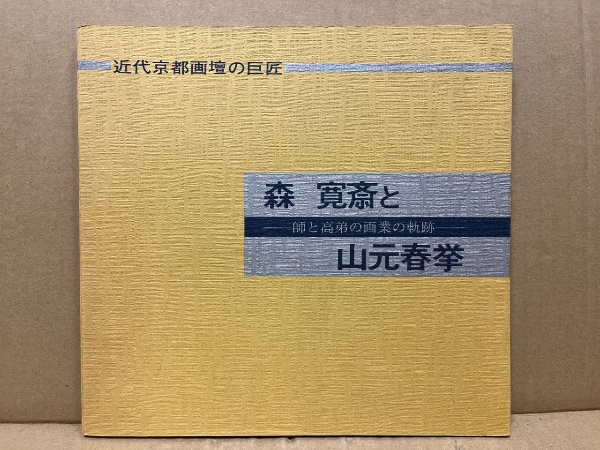 近代京都画壇の巨匠
森 寛斎と
師と高弟の画業の軌跡
山元春挙